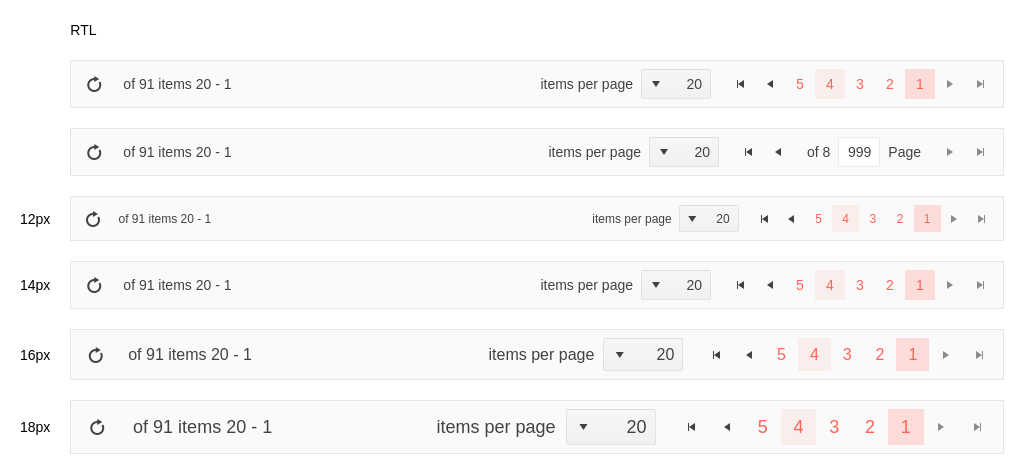 RTL
of 91 items 20 - 1 items per page 20 5 4 3 2 1
of 91 items 20 - 1 items per page 20 of 8 999 Page
12px of 91 items 20 - 1 items per page 20 5 4 3 2 1
14px of 91 items 20 - 1 items per page 20 5 4 3 2 1
16px of 91 items 20 - 1 items per page 20 5 4 3 2 1
18px of 91 items 20 - 1 items per page 20 5 4 3 2 1